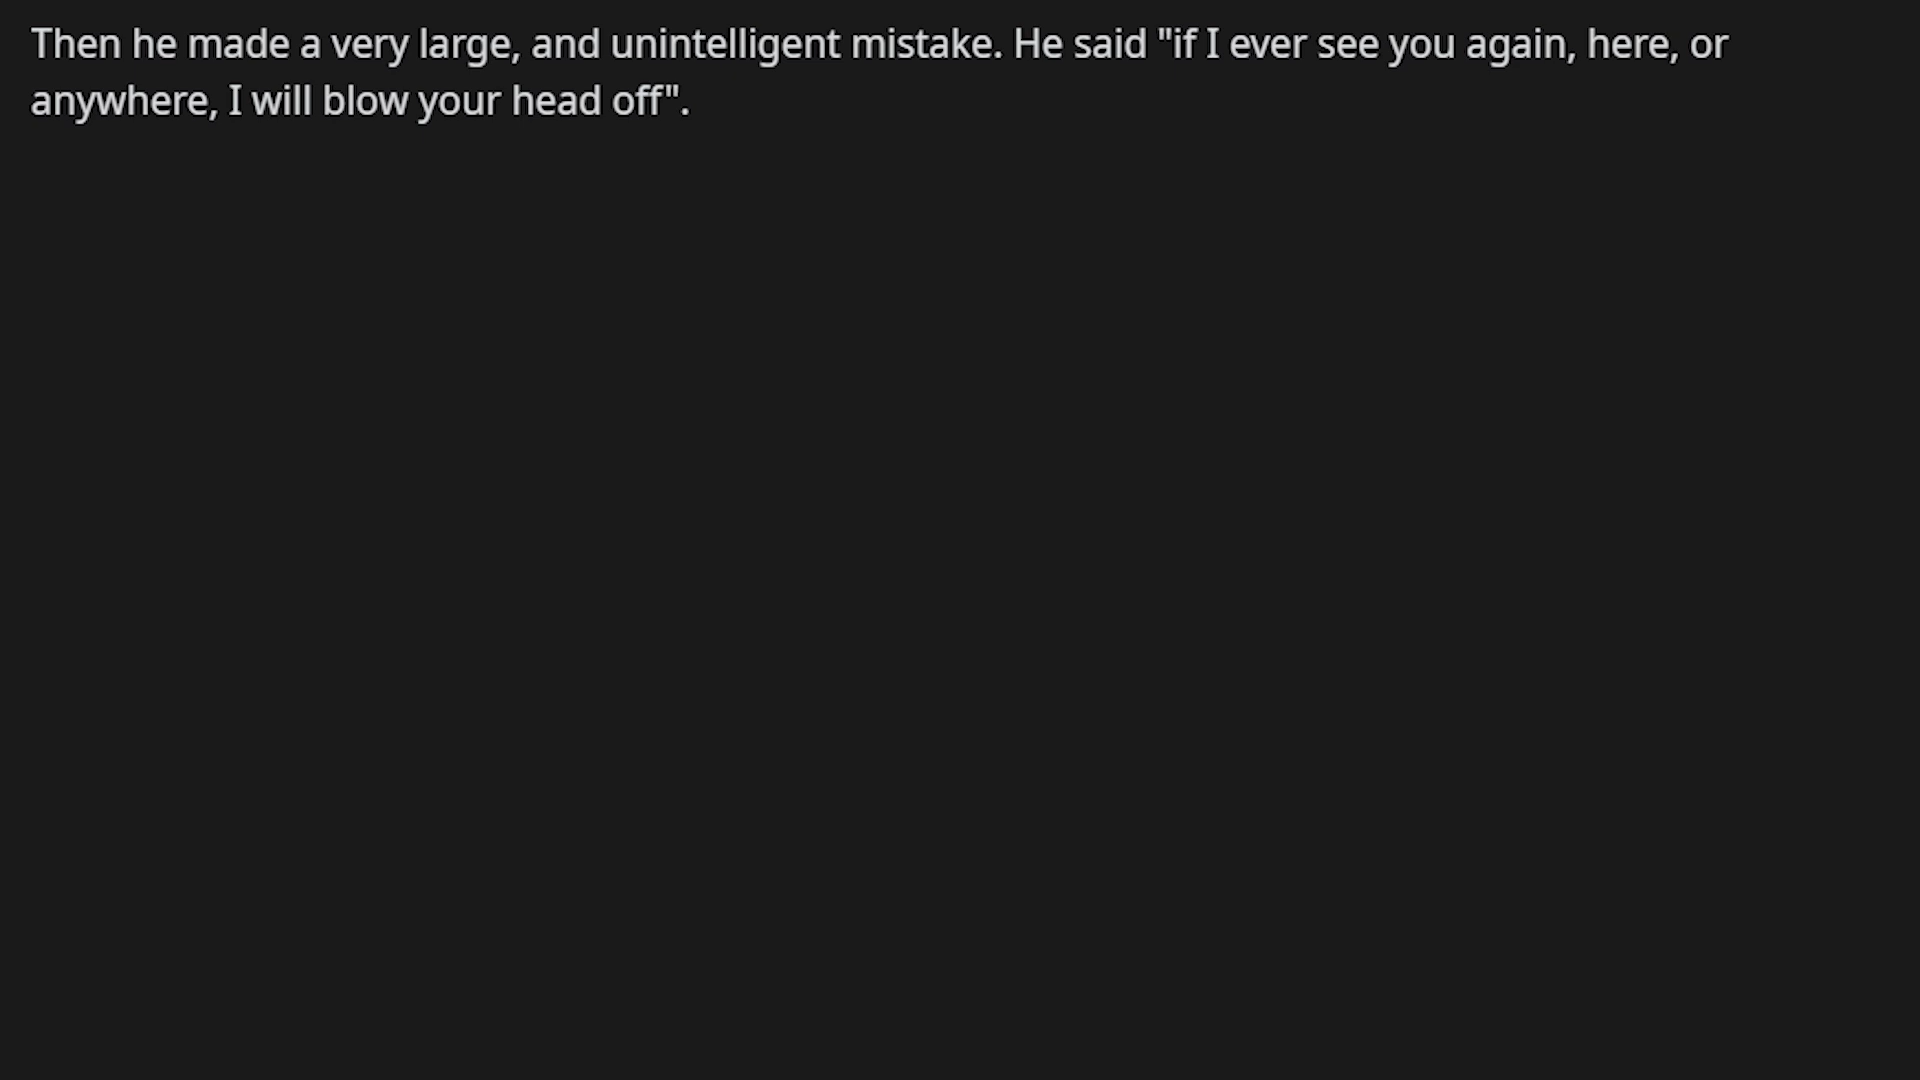 Then he made a very large, and unintelligent mistake. He said "if I ever see you again, here, or
anywhere, I will blow your head off".